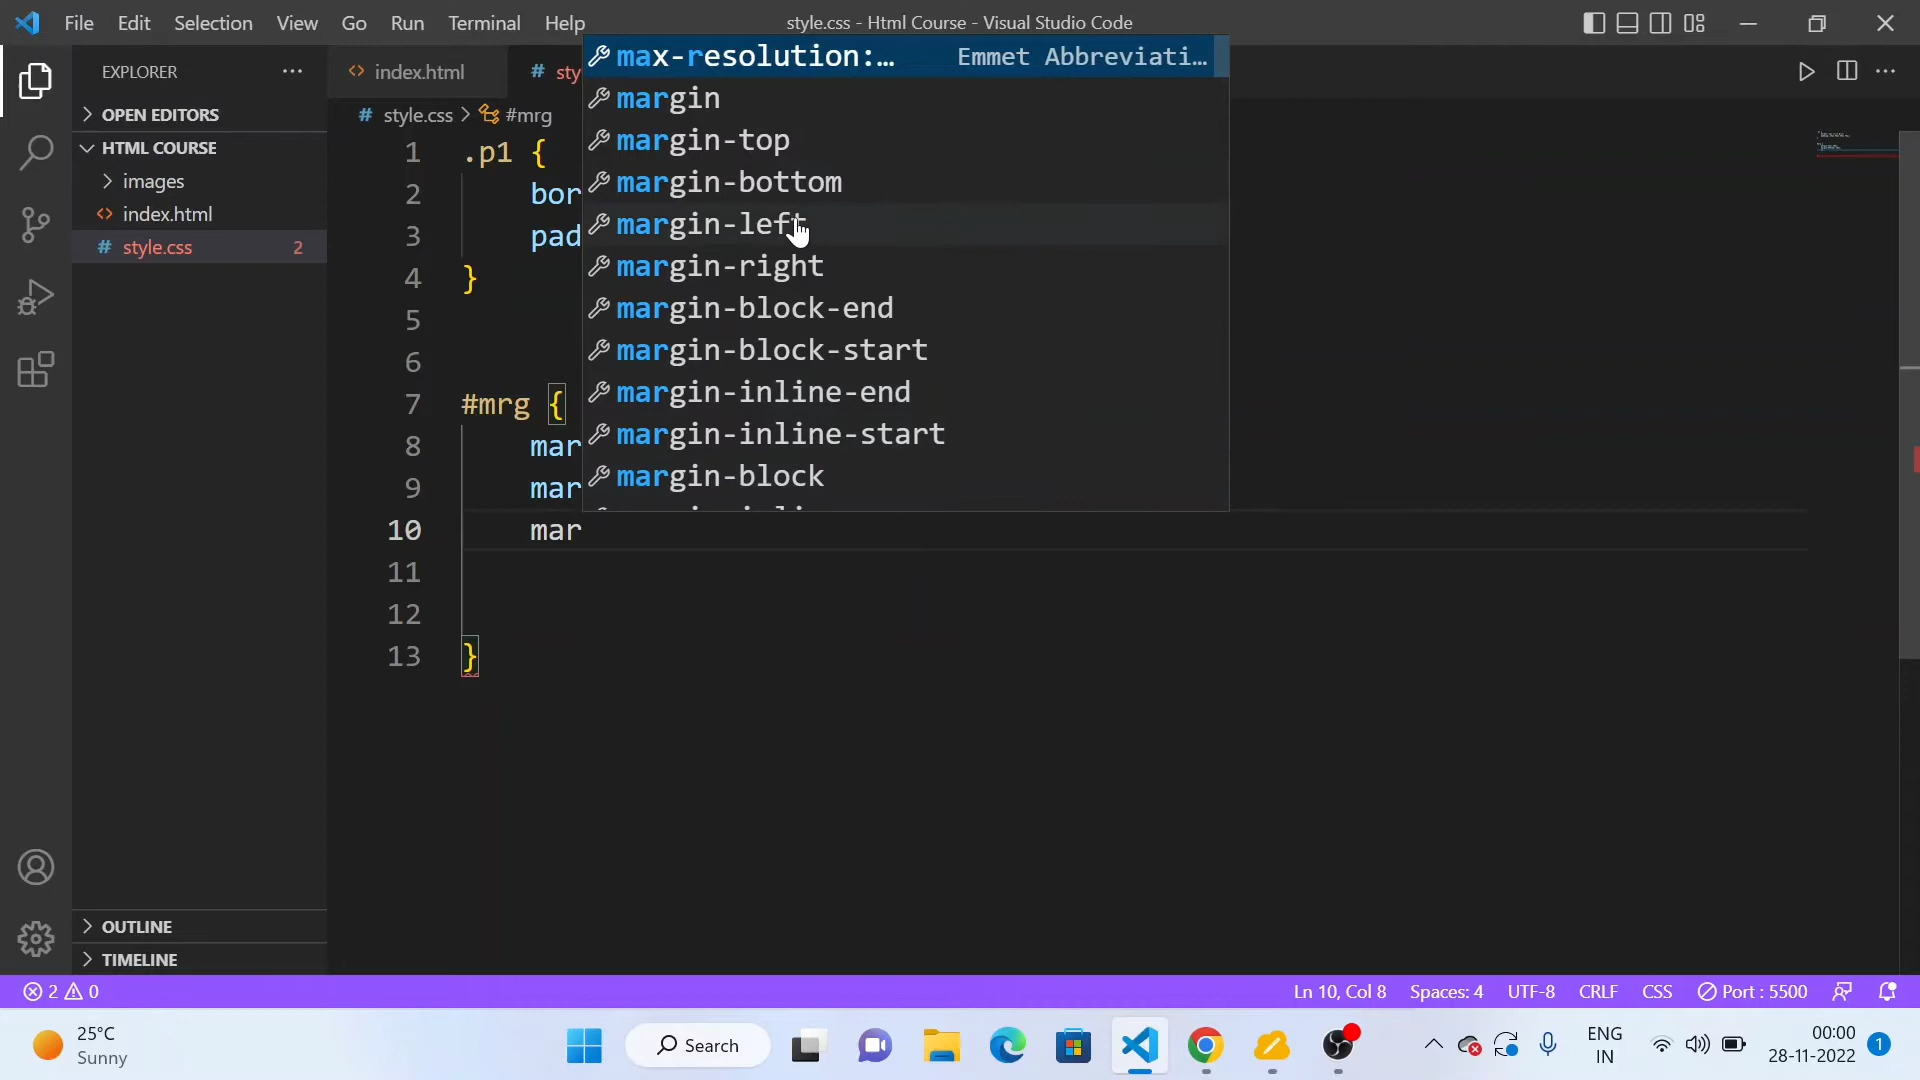 File Edit Selection View Go Run Terminal Help
style.css - Html Course - Visual Studio Code
EXPLORER
OPEN EDITORS
HTML COURSE
images
index.html
# style.css 2
OUTLINE
TIMELINE
index.html
# sty
# style.css > #mrg
1 .p1 {
2 bor
3 pad
4 }
5
6
7 #mrg {
8 mar
9 mar
10 mar
11
12
13 }
max-resolution:… Emmet Abbreviati…
margin
margin-top
margin-bottom
margin-left
margin-right
margin-block-end
margin-block-start
margin-inline-end
margin-inline-start
margin-block
2 0
Ln 10, Col 8 Spaces: 4 UTF-8 CRLF CSS Port : 5500
25°C
Sunny
Search
ENG
IN
00:00
28-11-2022
1